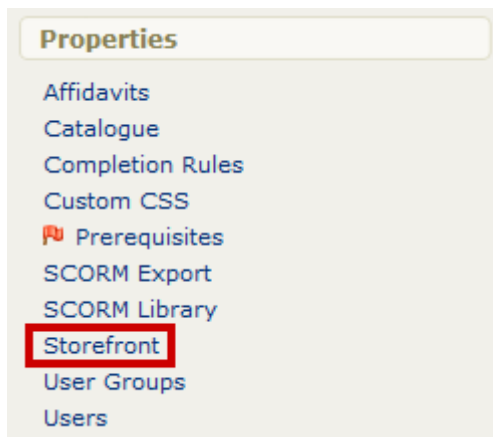 Properties
Affidavits
Catalogue
Completion Rules
Custom CSS
Prerequisites
SCORM Export
SCORM Library
Storefront
User Groups
Users